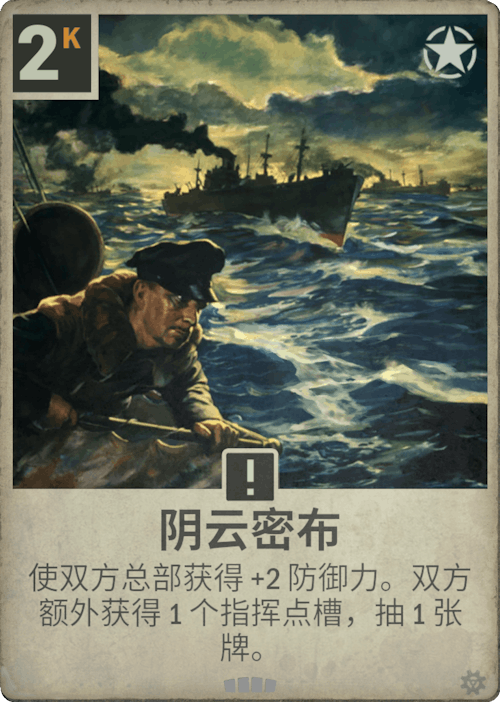 2K
!
阴云密布
使双方总部获得 +2 防御力。双方
额外获得 1 个指挥点槽，抽 1 张
牌。